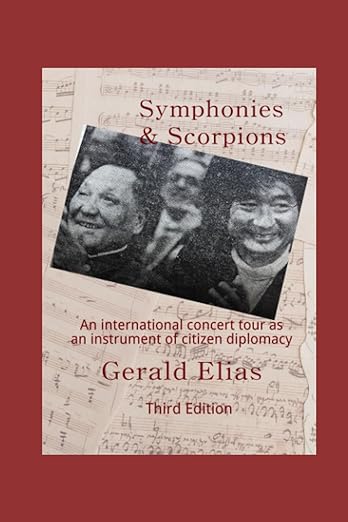 Symphonies
& Scorpions
An international concert tour as
an instrument of citizen diplomacy
Gerald Elias
Third Edition